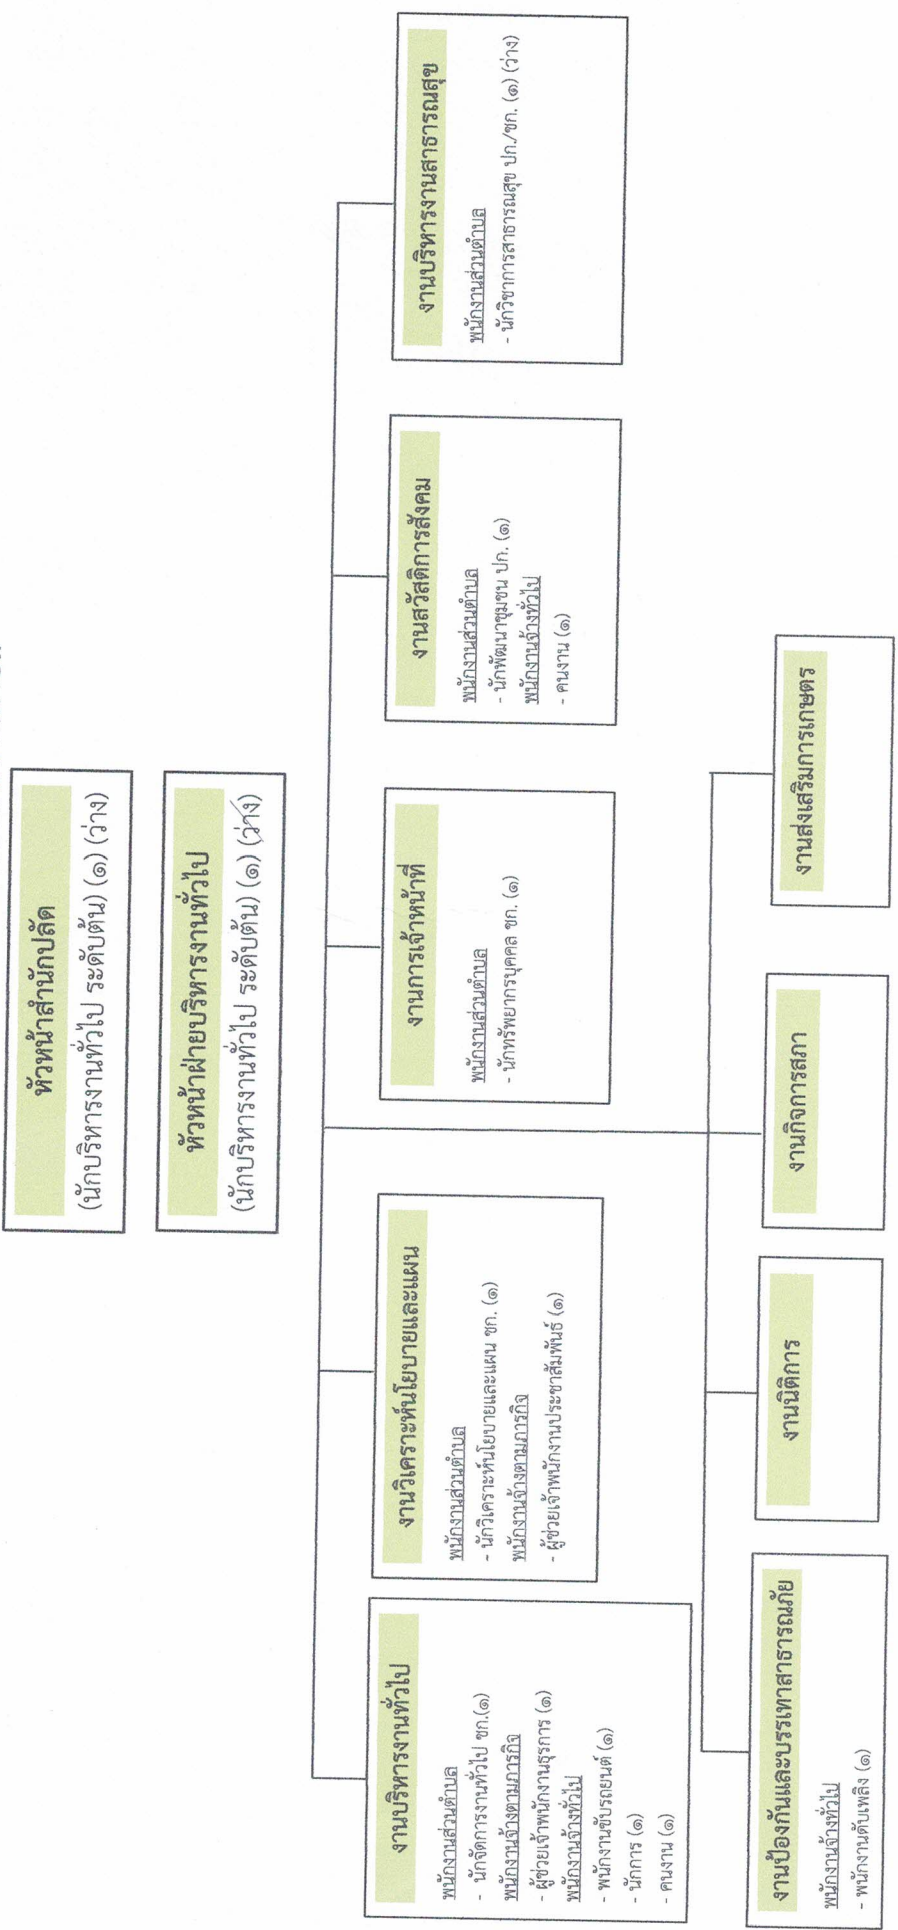 หัวหน้าสำนักปลัด
(นักบริหารงานทั่วไป ระดับต้น) (๑) (ว่าง)
หัวหน้าฝ่ายบริหารงานทั่วไป
(นักบริหารงานทั่วไป ระดับต้น) (๑) (ว่าง)
งานบริหารงานทั่วไป
พนักงานส่วนตำบล
- นักจัดการงานทั่วไป ชก.(๑)
พนักงานจ้างตามภารกิจ
- ผู้ช่วยเจ้าพนักงานธุรการ (๑)
พนักงานจ้างทั่วไป
- พนักงานขับรถยนต์ (๑)
- นักการ (๑)
- คนงาน (๑)
งานวิเคราะห์นโยบายและแผน
พนักงานส่วนตำบล
- นักวิเคราะห์นโยบายและแผน ชก. (๑)
พนักงานจ้างตามภารกิจ
- ผู้ช่วยเจ้าพนักงานประชาสัมพันธ์ (๑)
งานการเจ้าหน้าที่
พนักงานส่วนตำบล
- นักทรัพยากรบุคคล ชก. (๑)
งานสวัสดิการสังคม
พนักงานส่วนตำบล
- นักพัฒนาชุมชน ปก. (๑)
พนักงานจ้างทั่วไป
- คนงาน (๑)
งานบริหารงานสาธารณสุข
พนักงานส่วนตำบล
- นักวิชาการสาธารณสุข ปก./ชก. (๑) (ว่าง)
งานป้องกันและบรรเทาสาธารณภัย
พนักงานจ้างทั่วไป
- พนักงานดับเพลิง (๑)
งานนิติการ
งานกิจการสภา
งานส่งเสริมการเกษตร